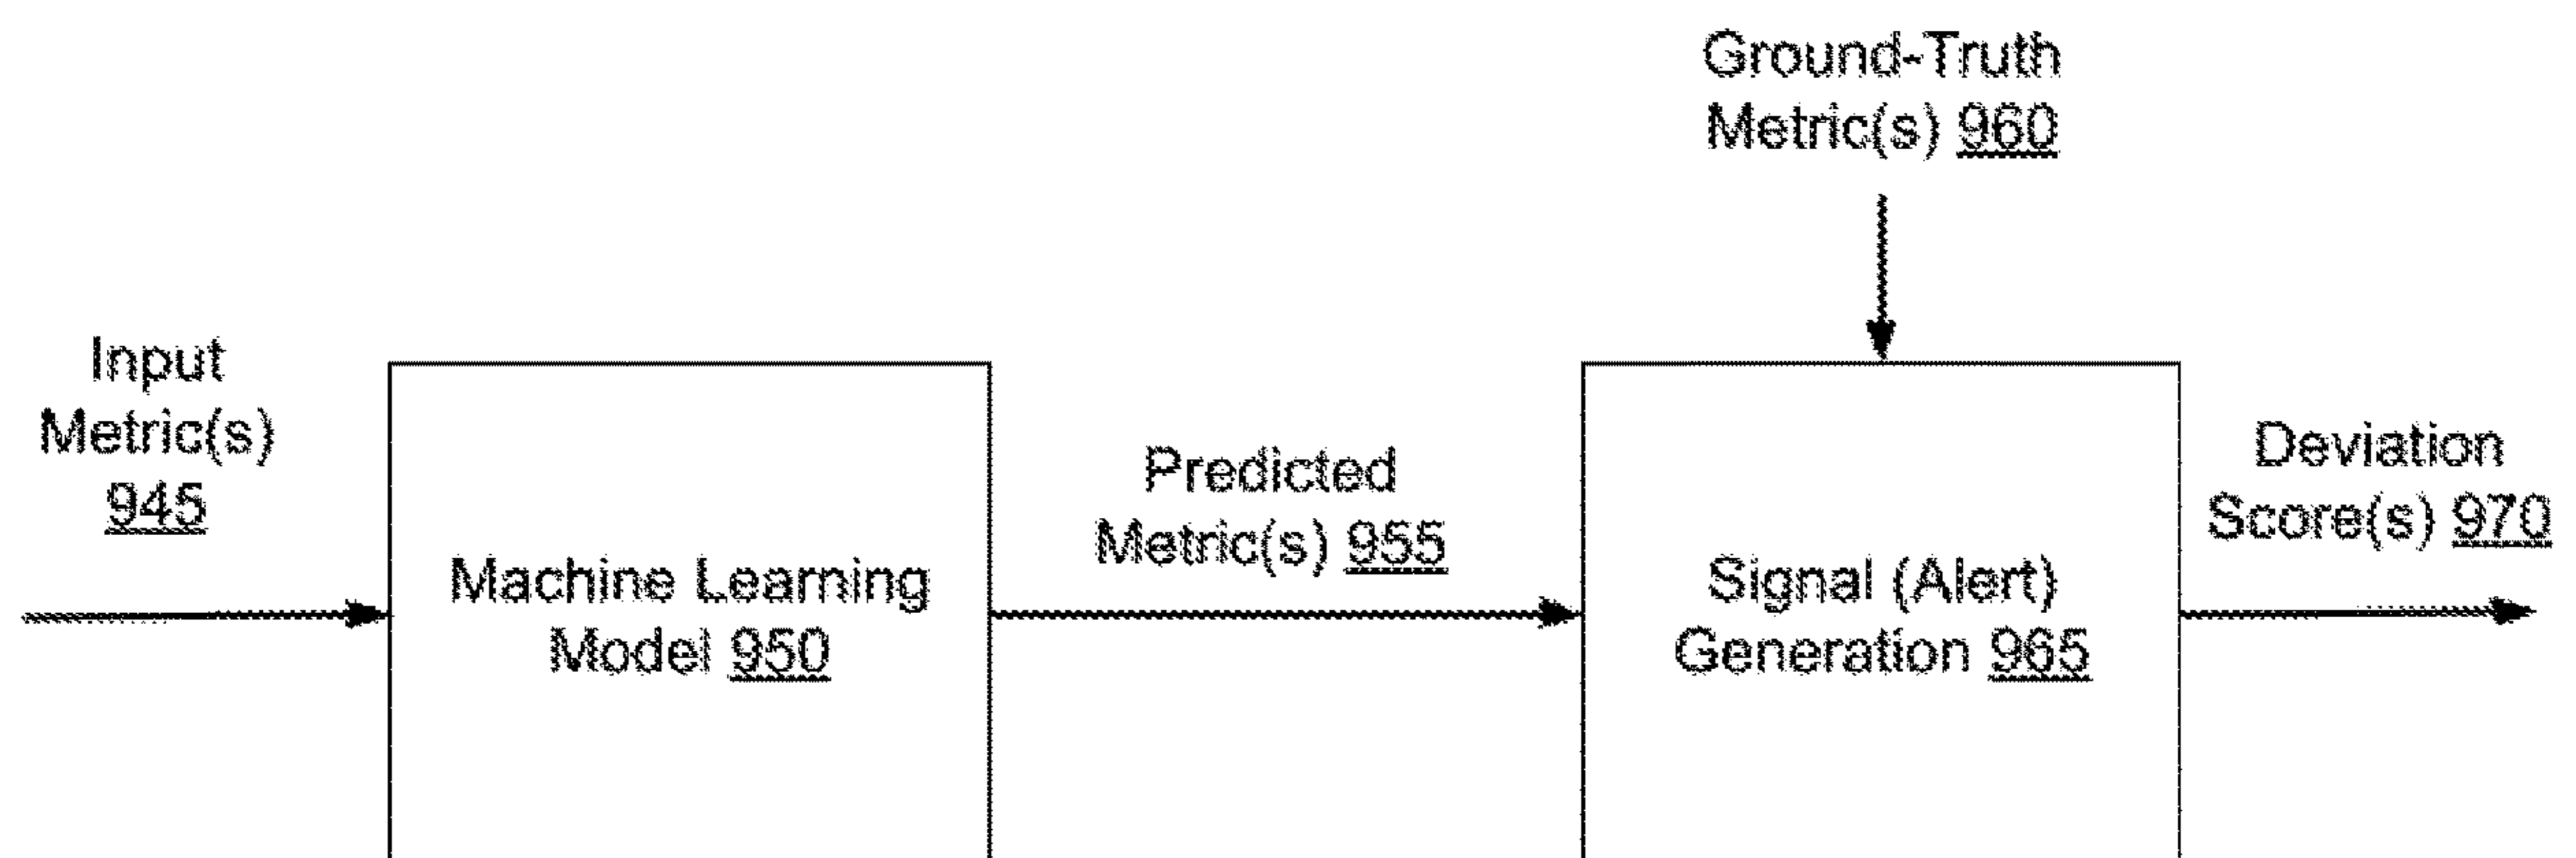 Ground-Truth
Metric(s) 960
Input
Metric(s)
945
Machine Learning
Model 950
Predicted
Metric(s) 955
Signal (Alert)
Generation 965
Deviation
Score(s) 970